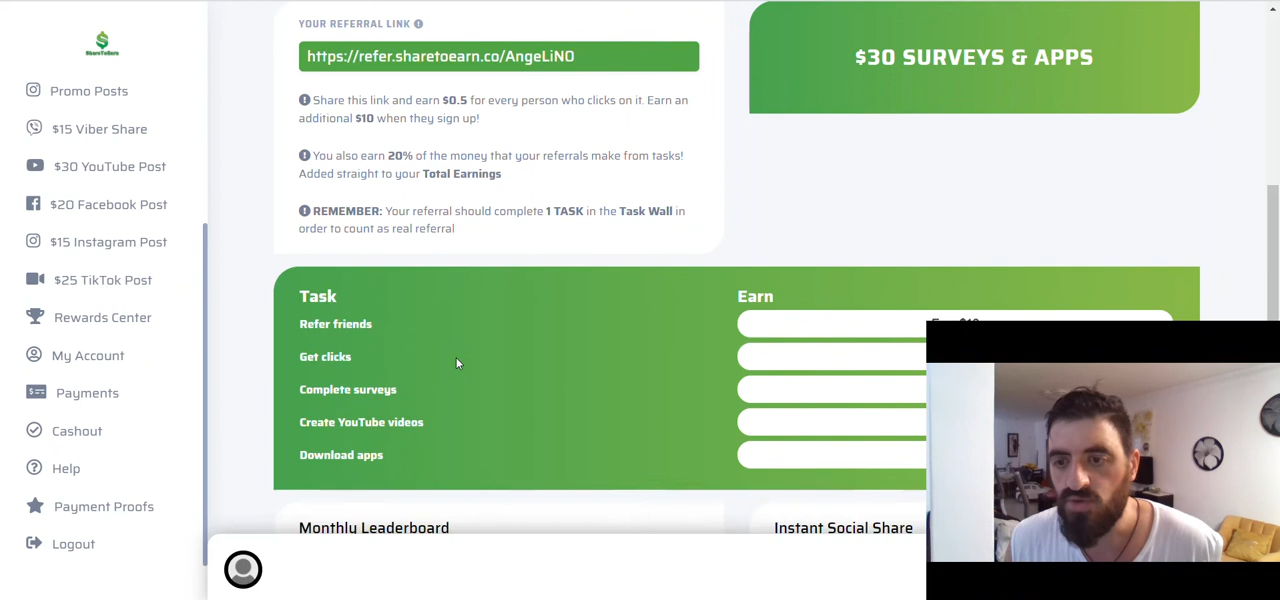 ShareToEarn
Promo Posts
$15 Viber Share
$30 YouTube Post
$20 Facebook Post
$15 Instagram Post
$25 TikTok Post
Rewards Center
My Account
Payments
Cashout
Help
Payment Proofs
Logout
YOUR REFERRAL LINK
https://refer.sharetoearn.co/AngeLiNO
Share this link and earn $0.5 for every person who clicks on it. Earn an
additional $10 when they sign up!
You also earn 20% of the money that your referrals make from tasks!
Added straight to your Total Earnings
REMEMBER: Your referral should complete 1 TASK in the Task Wall in
order to count as real referral
$30 SURVEYS & APPS
Task
Earn
Refer friends
Get clicks
Complete surveys
Create YouTube videos
Download apps
Monthly Leaderboard
Instant Social Share